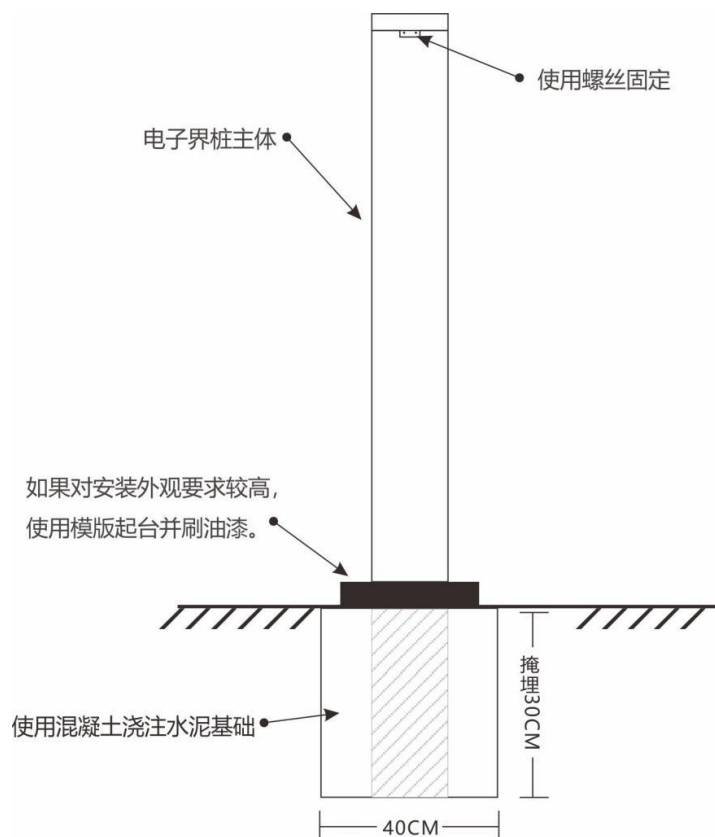 使用螺丝固定
电子界桩主体
如果对安装外观要求较高，
使用模版起台并刷油漆。
掩埋30CM
使用混凝土浇注水泥基础
40CM